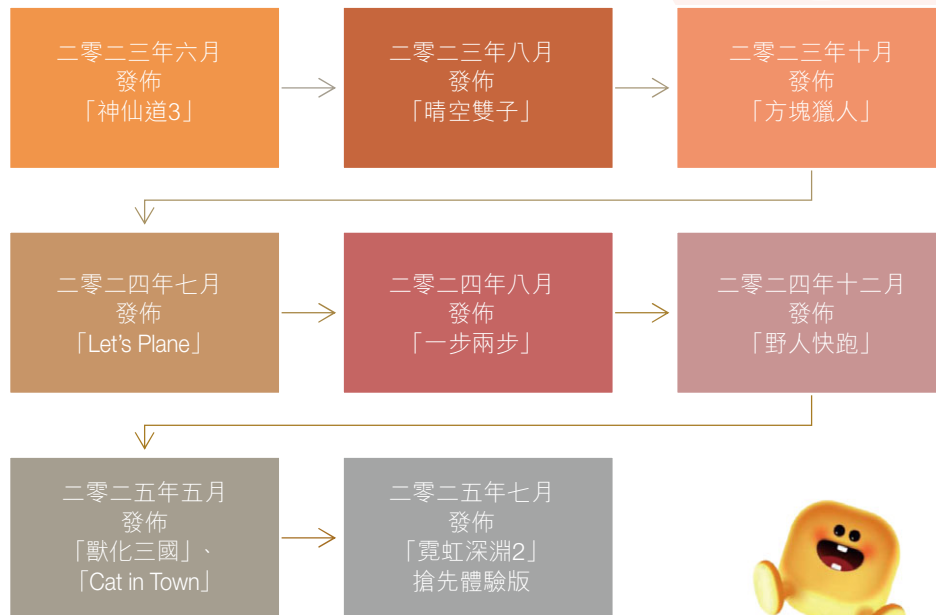 二零二三年六月
發佈
「神仙道3」
二零二三年八月
發佈
「晴空雙子」
二零二三年十月
發佈
「方塊獵人」
二零二四年七月
發佈
「Let's Plane」
二零二四年八月
發佈
「一步兩步」
二零二四年十二月
發佈
「野人快跑」
二零二五年五月
發佈
「獸化三國」、
「Cat in Town」
二零二五年七月
發佈
「霓虹深淵2」
搶先體驗版